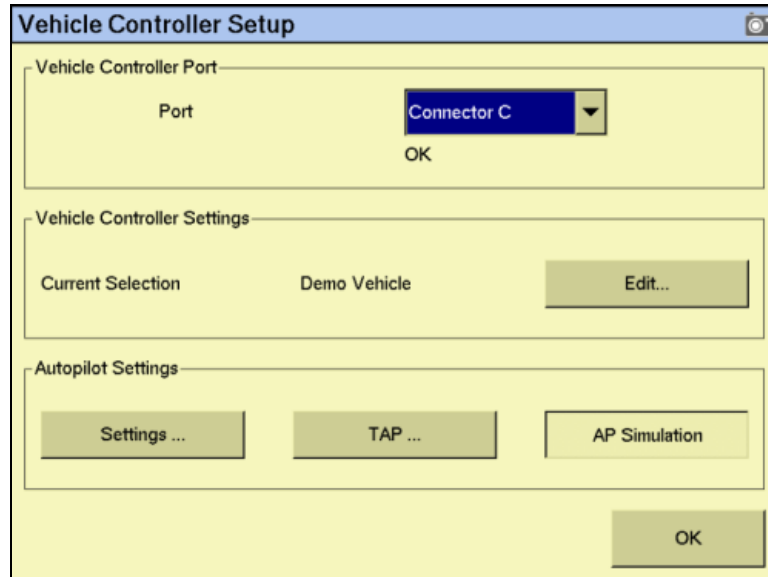 Vehicle Controller Setup
Vehicle Controller Port
Port
Connector C
OK
Vehicle Controller Settings
Current Selection Demo Vehicle Edit...
Autopilot Settings
Settings ... TAP ... AP Simulation
OK